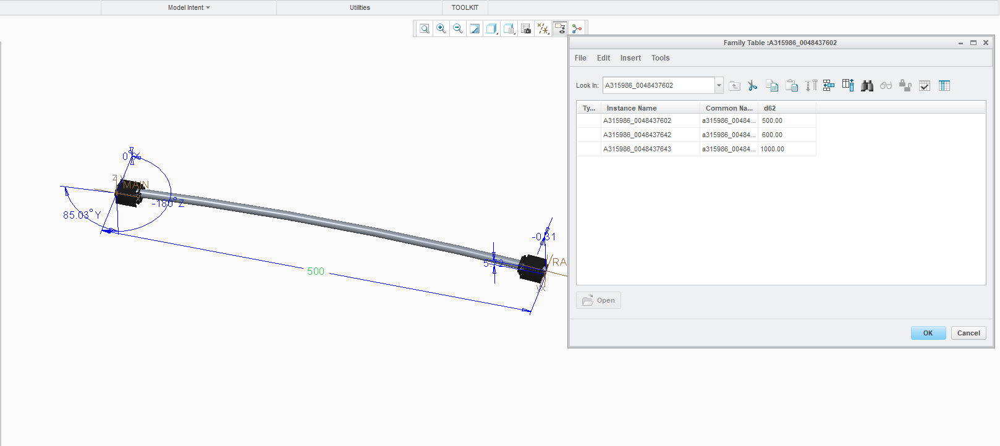 Model Intent
Utilities
TOOLKIT
Family Table :A315986_0048437602
File Edit Insert Tools
Look In: A315986_0048437602
Ty... Instance Name Common Na... d62
A315986_0048437602 a315986_00484... 500.00
A315986_0048437642 a315986_00484... 600.00
A315986_0048437643 a315986_00484... 1000.00
Open
OK Cancel
0°X
Z
MAIN
-180°Z
85.03°Y
500
-0.31
5.72
RA